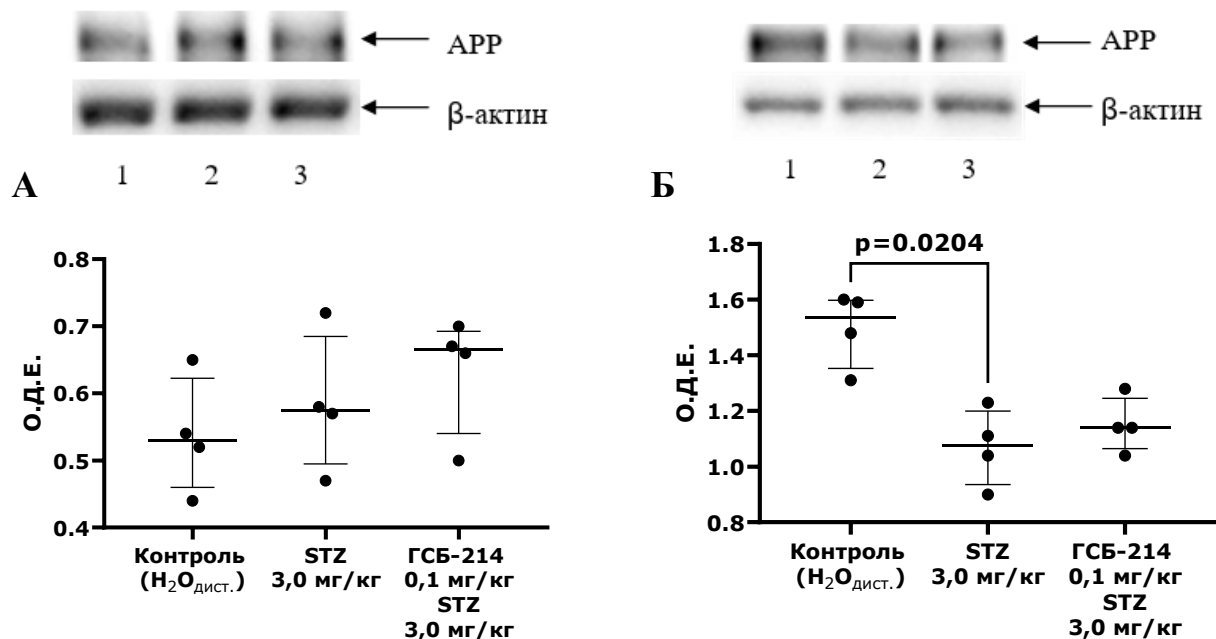 APP
β-актин
1 2 3
А
0.8
0.7
0.6
0.5
0.4
О.Д.Е.
Контроль
(H₂Oдист.)
STZ
3,0 мг/кг
ГСБ-214
0,1 мг/кг
STZ
3,0 мг/кг
APP
β-актин
1 2 3
Б
p=0.0204
1.8
1.6
1.4
1.2
1.0
0.8
О.Д.Е.
Контроль
(H₂Oдист.)
STZ
3,0 мг/кг
ГСБ-214
0,1 мг/кг
STZ
3,0 мг/кг